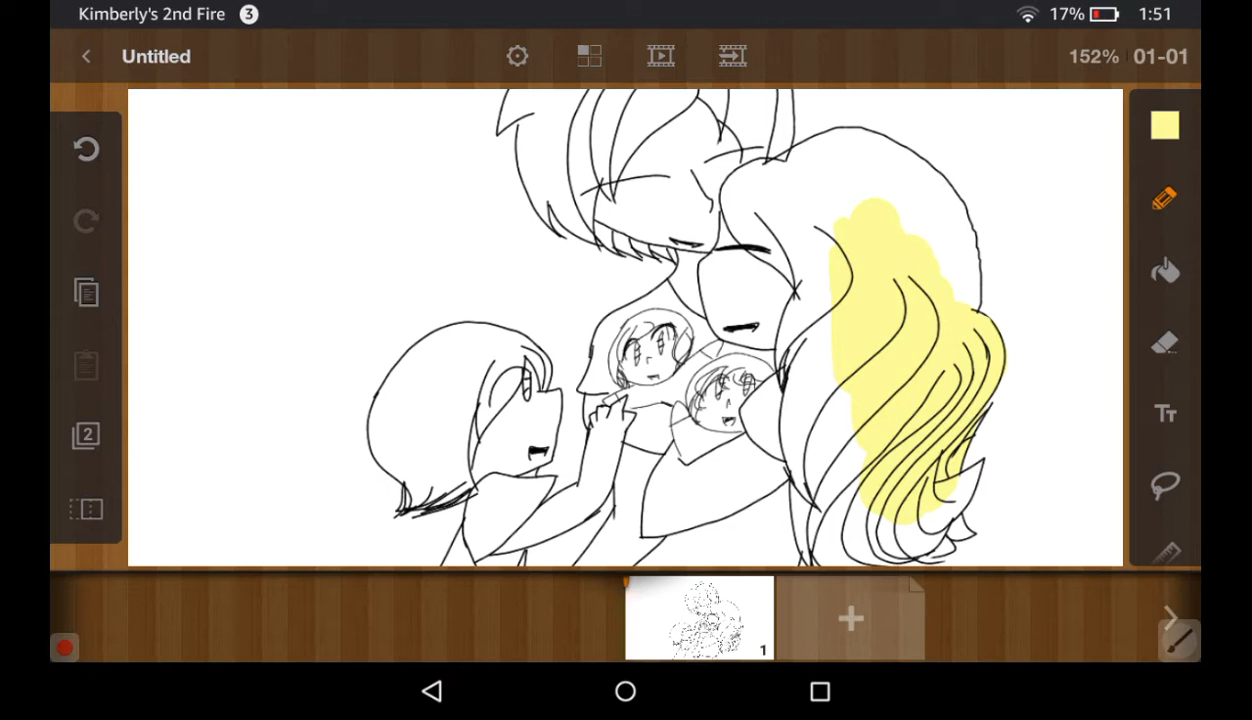 Kimberly's 2nd Fire 3 17% 1:51
Untitled 152% 01-01
Tт
2
1